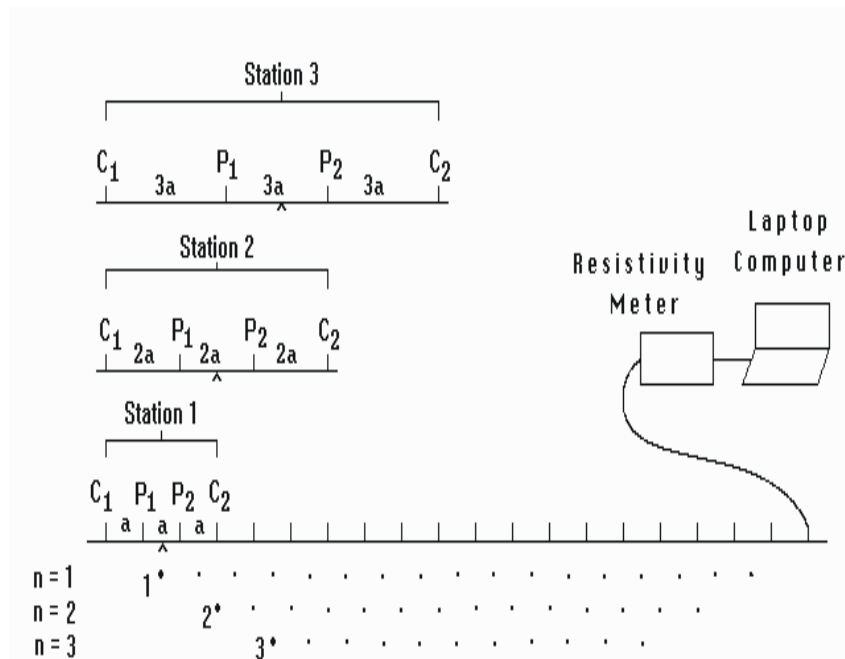 Station 3
C1 P1 P2 C2
3a 3a 3a
Station 2
Laptop
Computer
Resistivity
Meter
C1 P1 P2 C2
2a 2a 2a
Station 1
C1 P1 P2 C2
a a a
n = 1 1
n = 2 2
n = 3 3